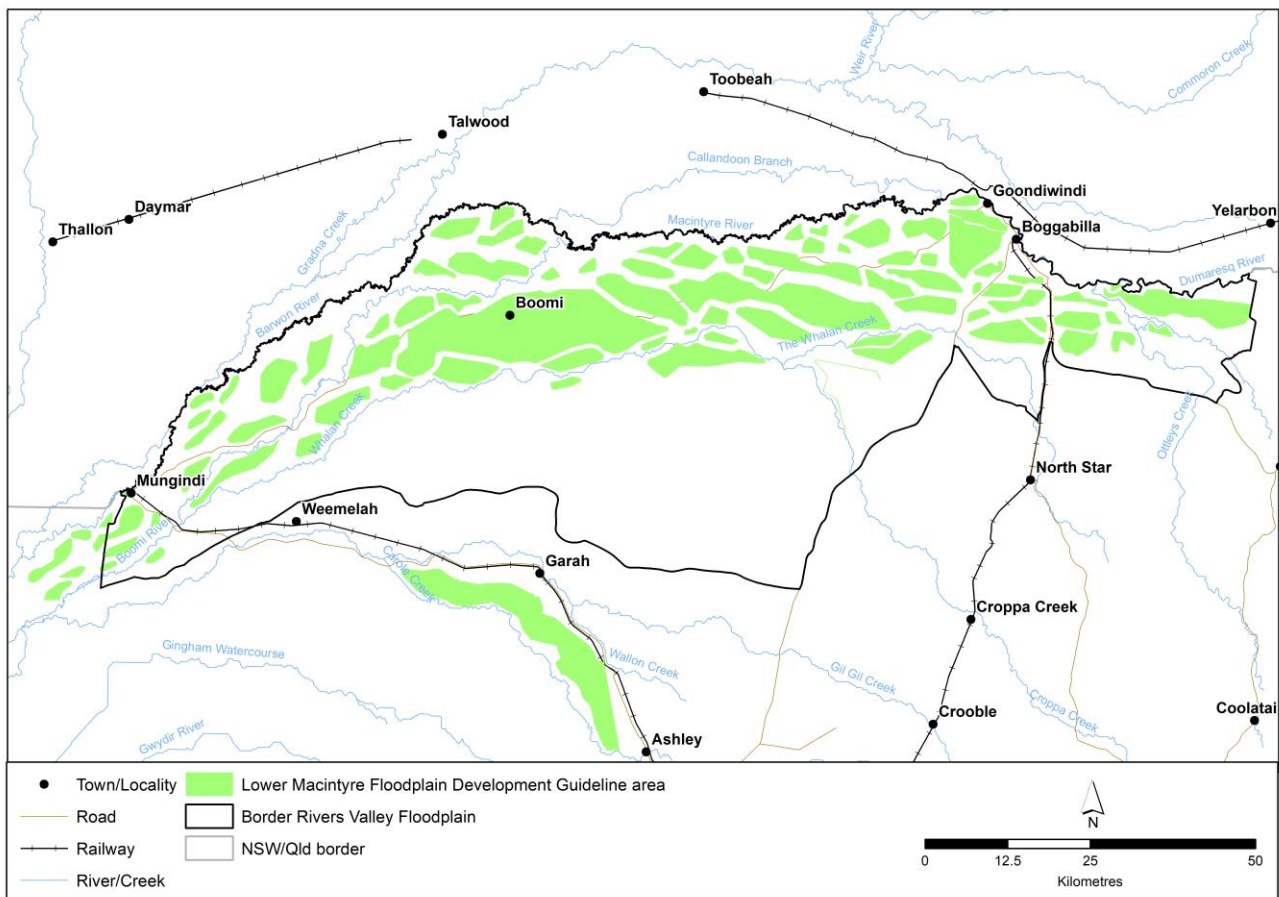 Toobeah
Weir River
Commoron Creek
Talwood
Callandoon Branch
Goondiwindi
Daymar
Macintyre River
Yelarbon
Thallon
Gradna Creek
Boggabilla
Dumaresq River
Barwon River
Boomi
The Whalan Creek
Whalan Creek
Ottleys Creek
Mungindi
North Star
Weemelah
Boomi River
Carole Creek
Garah
Croppa Creek
Gingham Watercourse
Wallon Creek
Gil Gil Creek
Croppa Creek
Crooble
Coolatai
Gwydir River
Ashley
Town/Locality
Road
Railway
River/Creek
Lower Macintyre Floodplain Development Guideline area
Border Rivers Valley Floodplain
NSW/Qld border
N
0 12.5 25 50
Kilometres